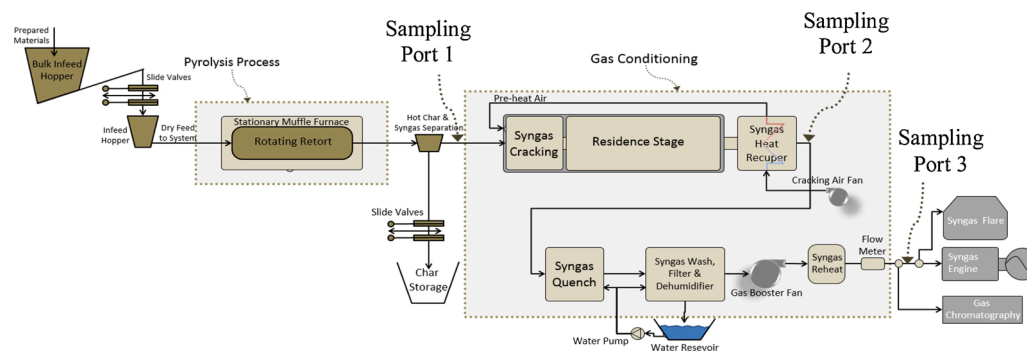 Prepared
Materials
Bulk Infeed
Hopper
Slide Valves
Infeed
Hopper
Dry Feed
to System
Pyrolysis Process
Stationary Muffle Furnace
Rotating Retort
Sampling
Port 1
Hot Char &
Syngas Separation
Slide Valves
Char
Storage
Gas Conditioning
Pre-heat Air
Syngas
Cracking
Residence Stage
Syngas
Heat
Recuper
Sampling
Port 2
Cracking Air Fan
Syngas
Quench
Syngas Wash,
Filter &
Dehumidifier
Gas Booster Fan
Water Pump
Water Resevoir
Syngas
Reheat
Flow
Meter
Sampling
Port 3
Syngas Flare
Syngas
Engine
Gas
Chromatography